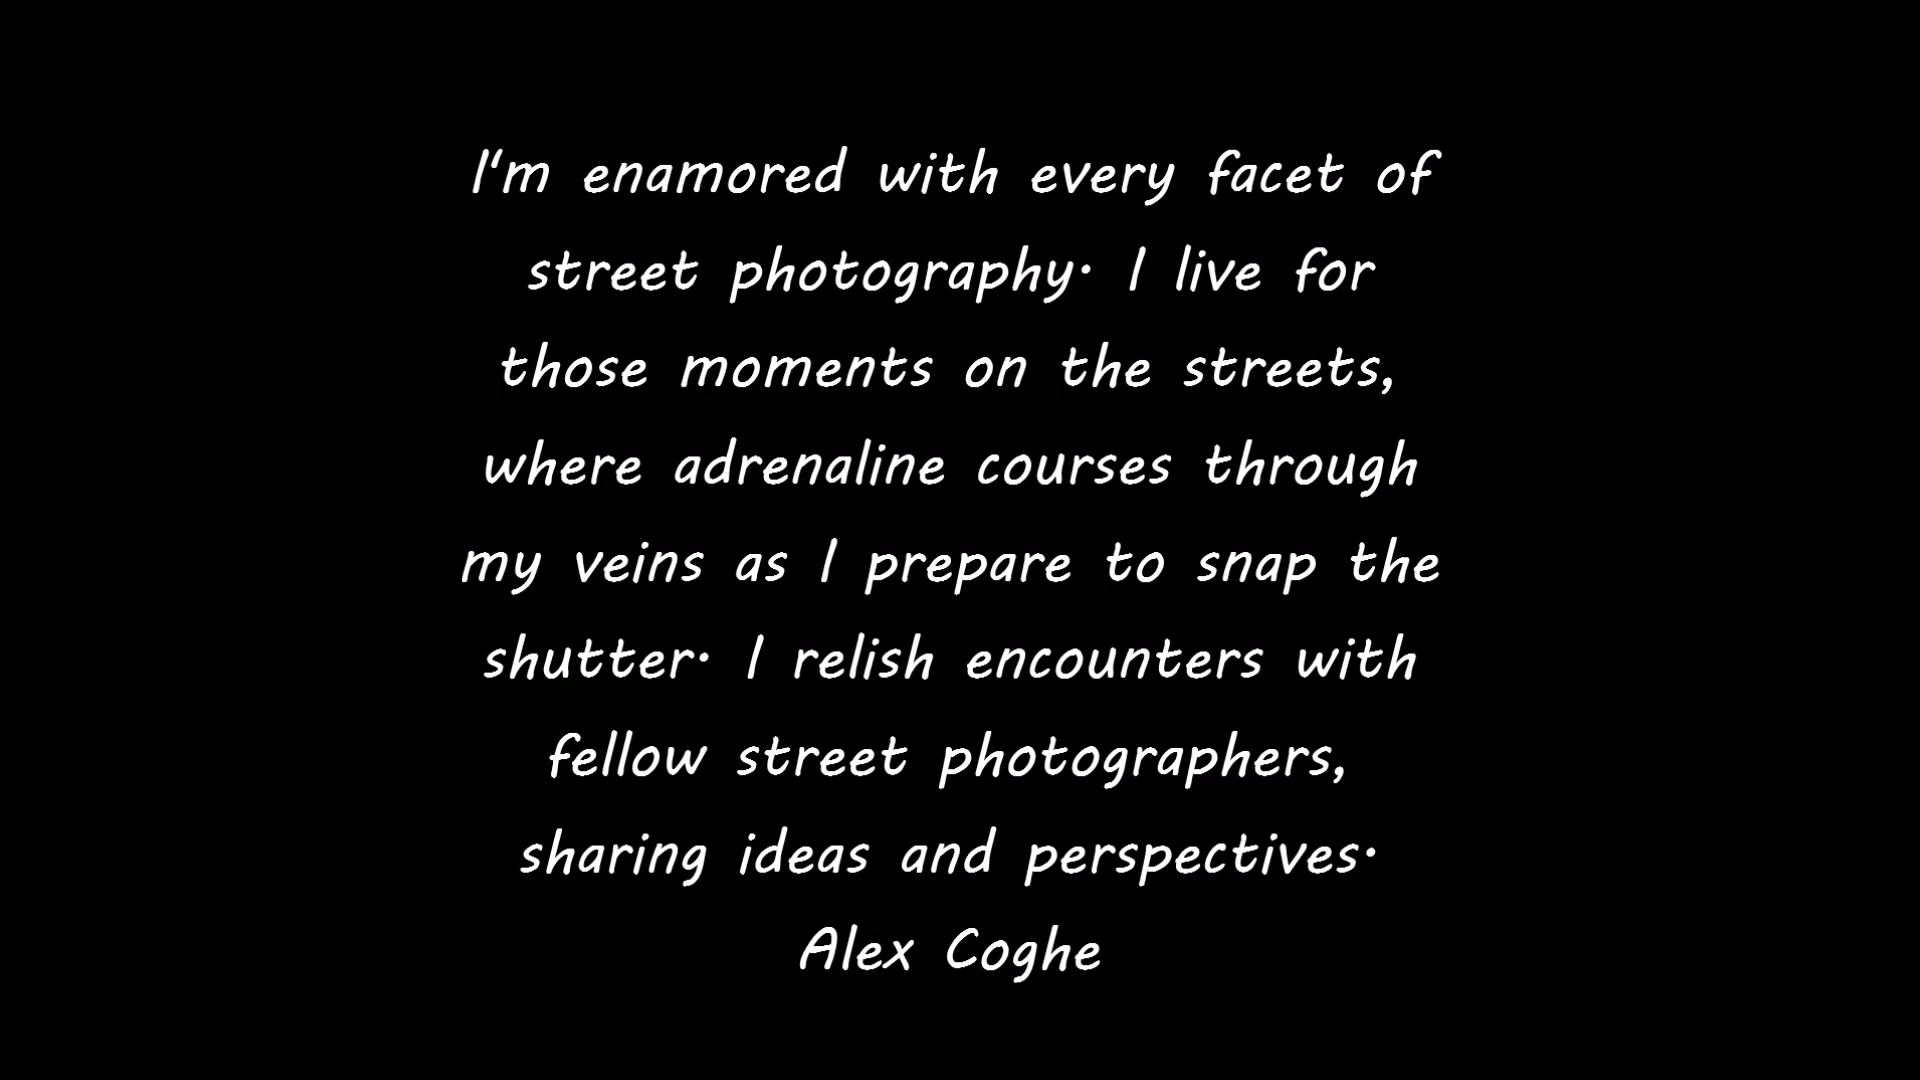 I'm enamored with every facet of
street photography. I live for
those moments on the streets,
where adrenaline courses through
my veins as I prepare to snap the
shutter. I relish encounters with
fellow street photographers,
sharing ideas and perspectives.
Alex Coghe